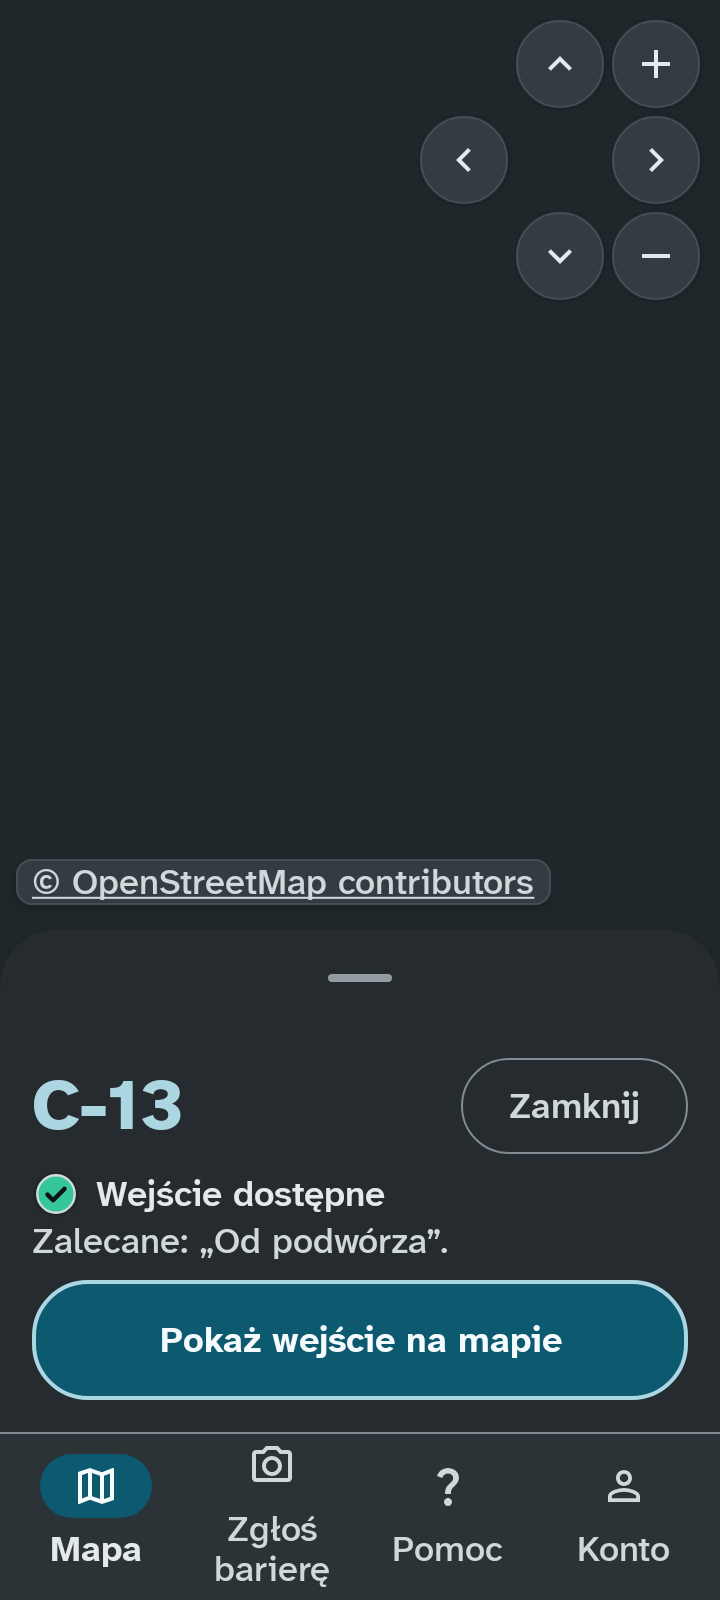 © OpenStreetMap contributors
C-13
Zamknij
Wejście dostępne
Zalecane: „Od podwórza”.
Pokaż wejście na mapie
Mapa
Zgłoś
barierę
Pomoc
Konto